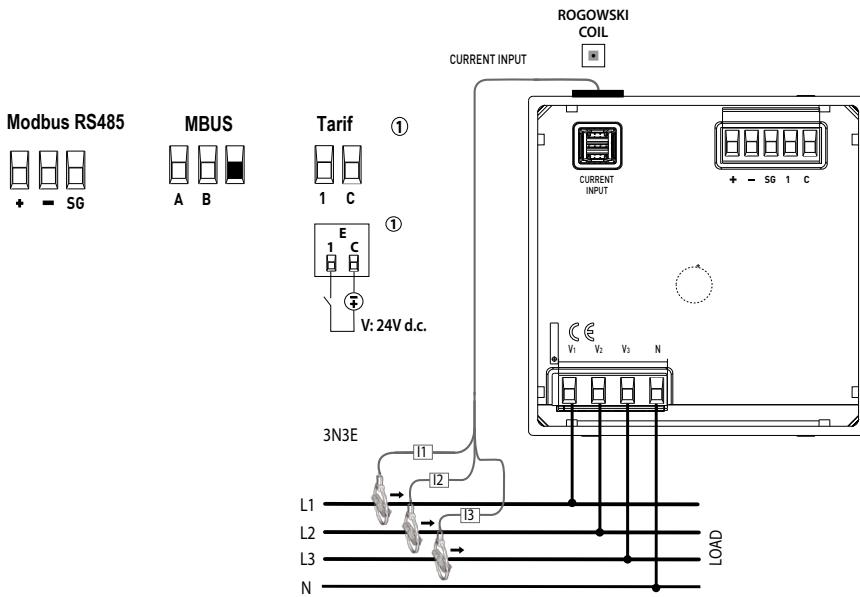 ROGOWSKI
COIL
CURRENT INPUT
Modbus RS485
+ − SG
MBUS
A B
Tarif ①
1 C
E ①
1 C
V: 24V d.c.
CURRENT
INPUT
+ − SG 1 C
CE
V1 V2 V3 N
3N3E
I1
I2
I3
L1
L2
L3
N
LOAD